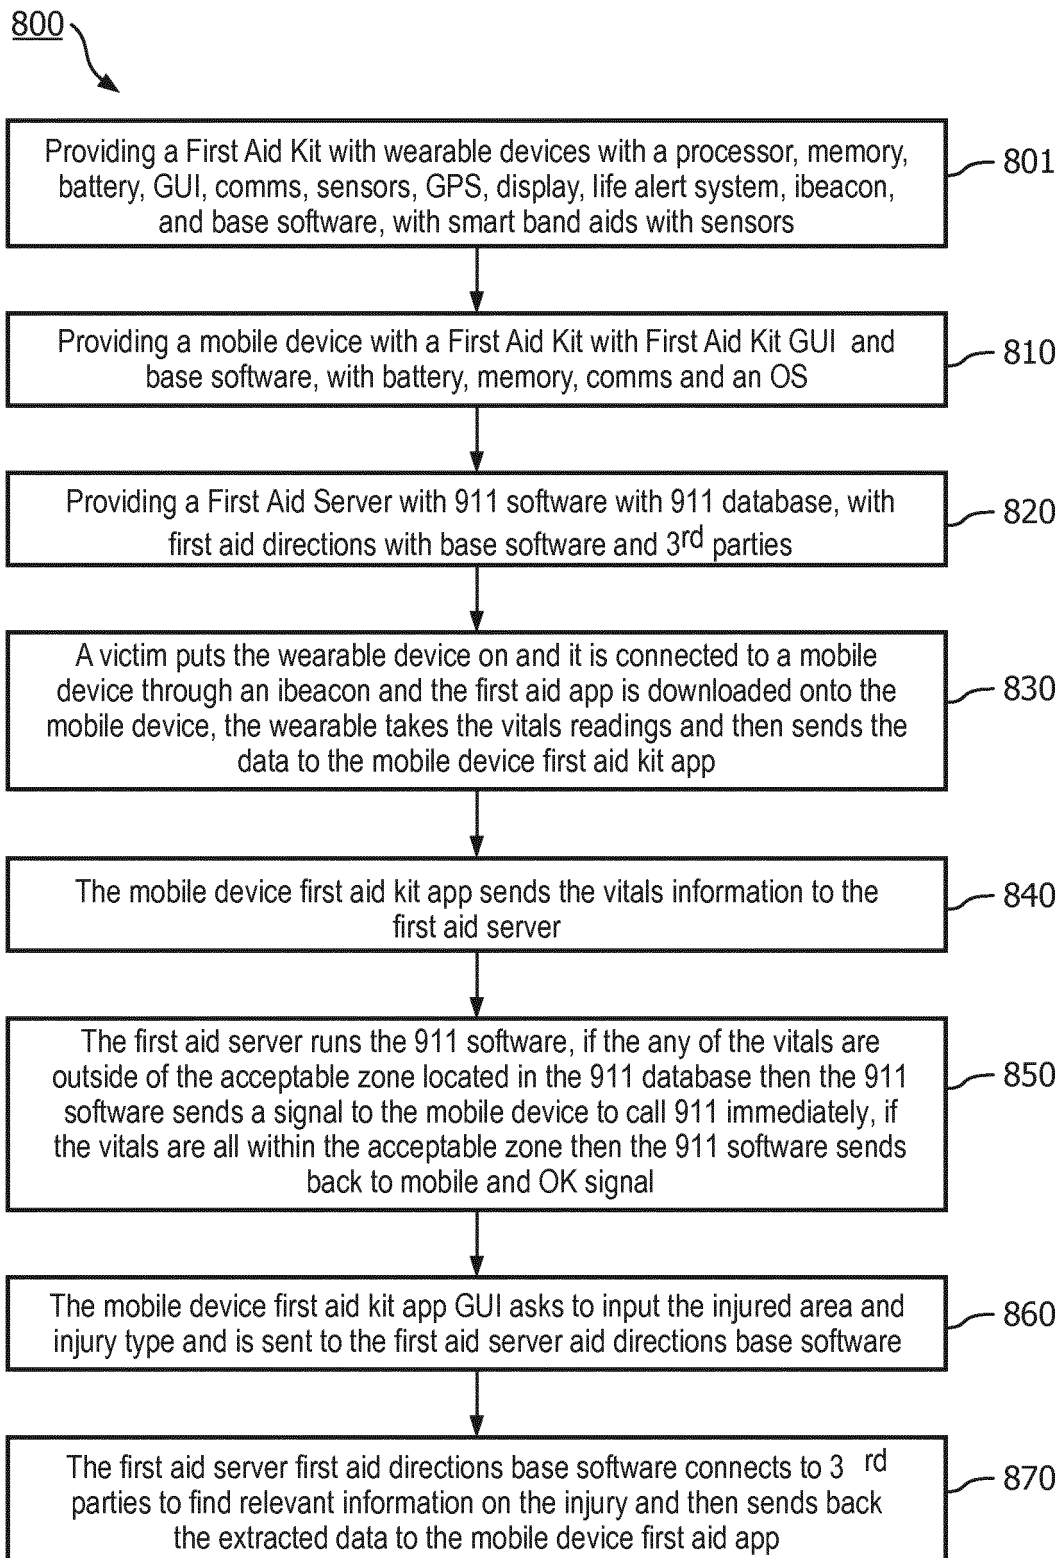 800
Providing a First Aid Kit with wearable devices with a processor, memory,
battery, GUI, comms, sensors, GPS, display, life alert system, ibeacon,
and base software, with smart band aids with sensors
801
Providing a mobile device with a First Aid Kit with First Aid Kit GUI and
base software, with battery, memory, comms and an OS
810
Providing a First Aid Server with 911 software with 911 database, with
first aid directions with base software and 3rd parties
820
A victim puts the wearable device on and it is connected to a mobile
device through an ibeacon and the first aid app is downloaded onto the
mobile device, the wearable takes the vitals readings and then sends the
data to the mobile device first aid kit app
830
The mobile device first aid kit app sends the vitals information to the
first aid server
840
The first aid server runs the 911 software, if the any of the vitals are
outside of the acceptable zone located in the 911 database then the 911
software sends a signal to the mobile device to call 911 immediately, if
the vitals are all within the acceptable zone then the 911 software sends
back to mobile and OK signal
850
The mobile device first aid kit app GUI asks to input the injured area and
injury type and is sent to the first aid server aid directions base software
860
The first aid server first aid directions base software connects to 3 rd
parties to find relevant information on the injury and then sends back
the extracted data to the mobile device first aid app
870